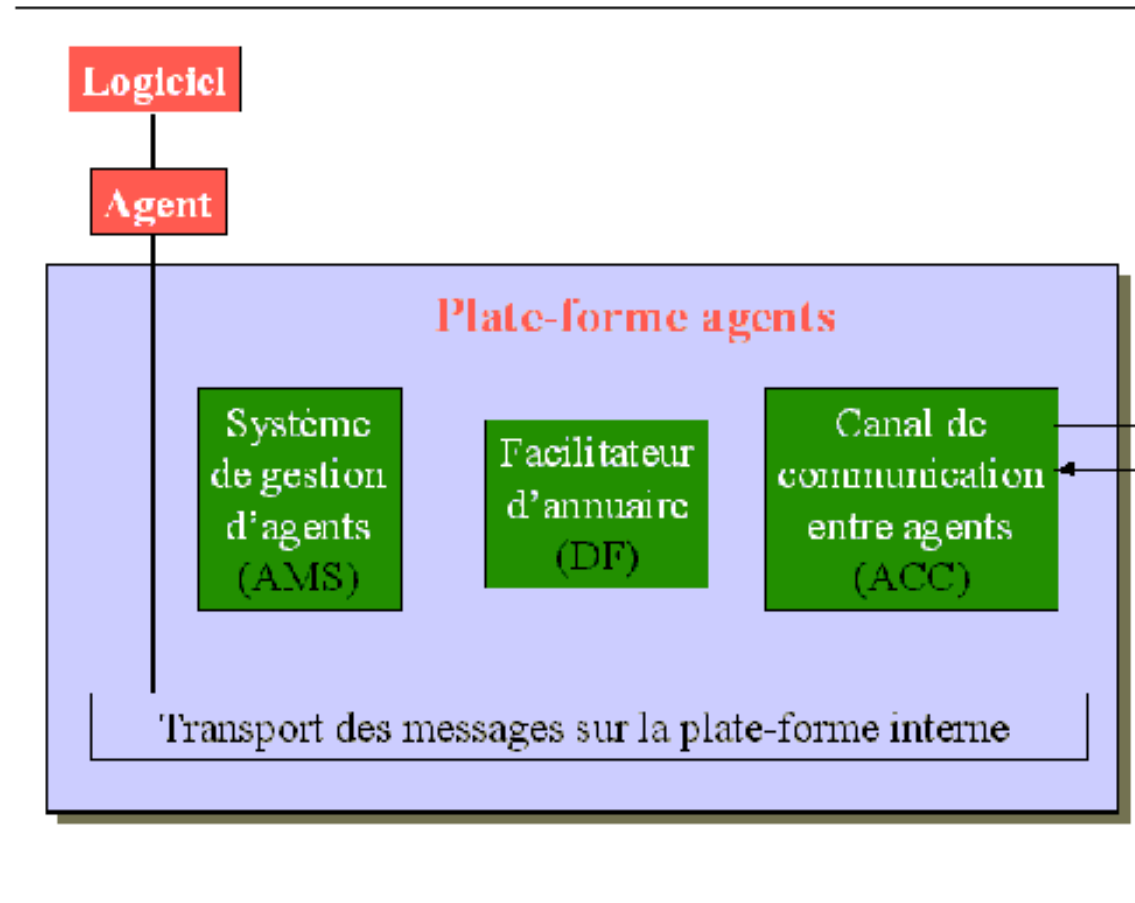 Logiciel
Agent
Plate-forme agents
Système
de gestion
d'agents
(AMS)
Facilitateur
d'annuaire
(DF)
Canal de
communication
entre agents
(ACC)
Transport des messages sur la plate-forme interne